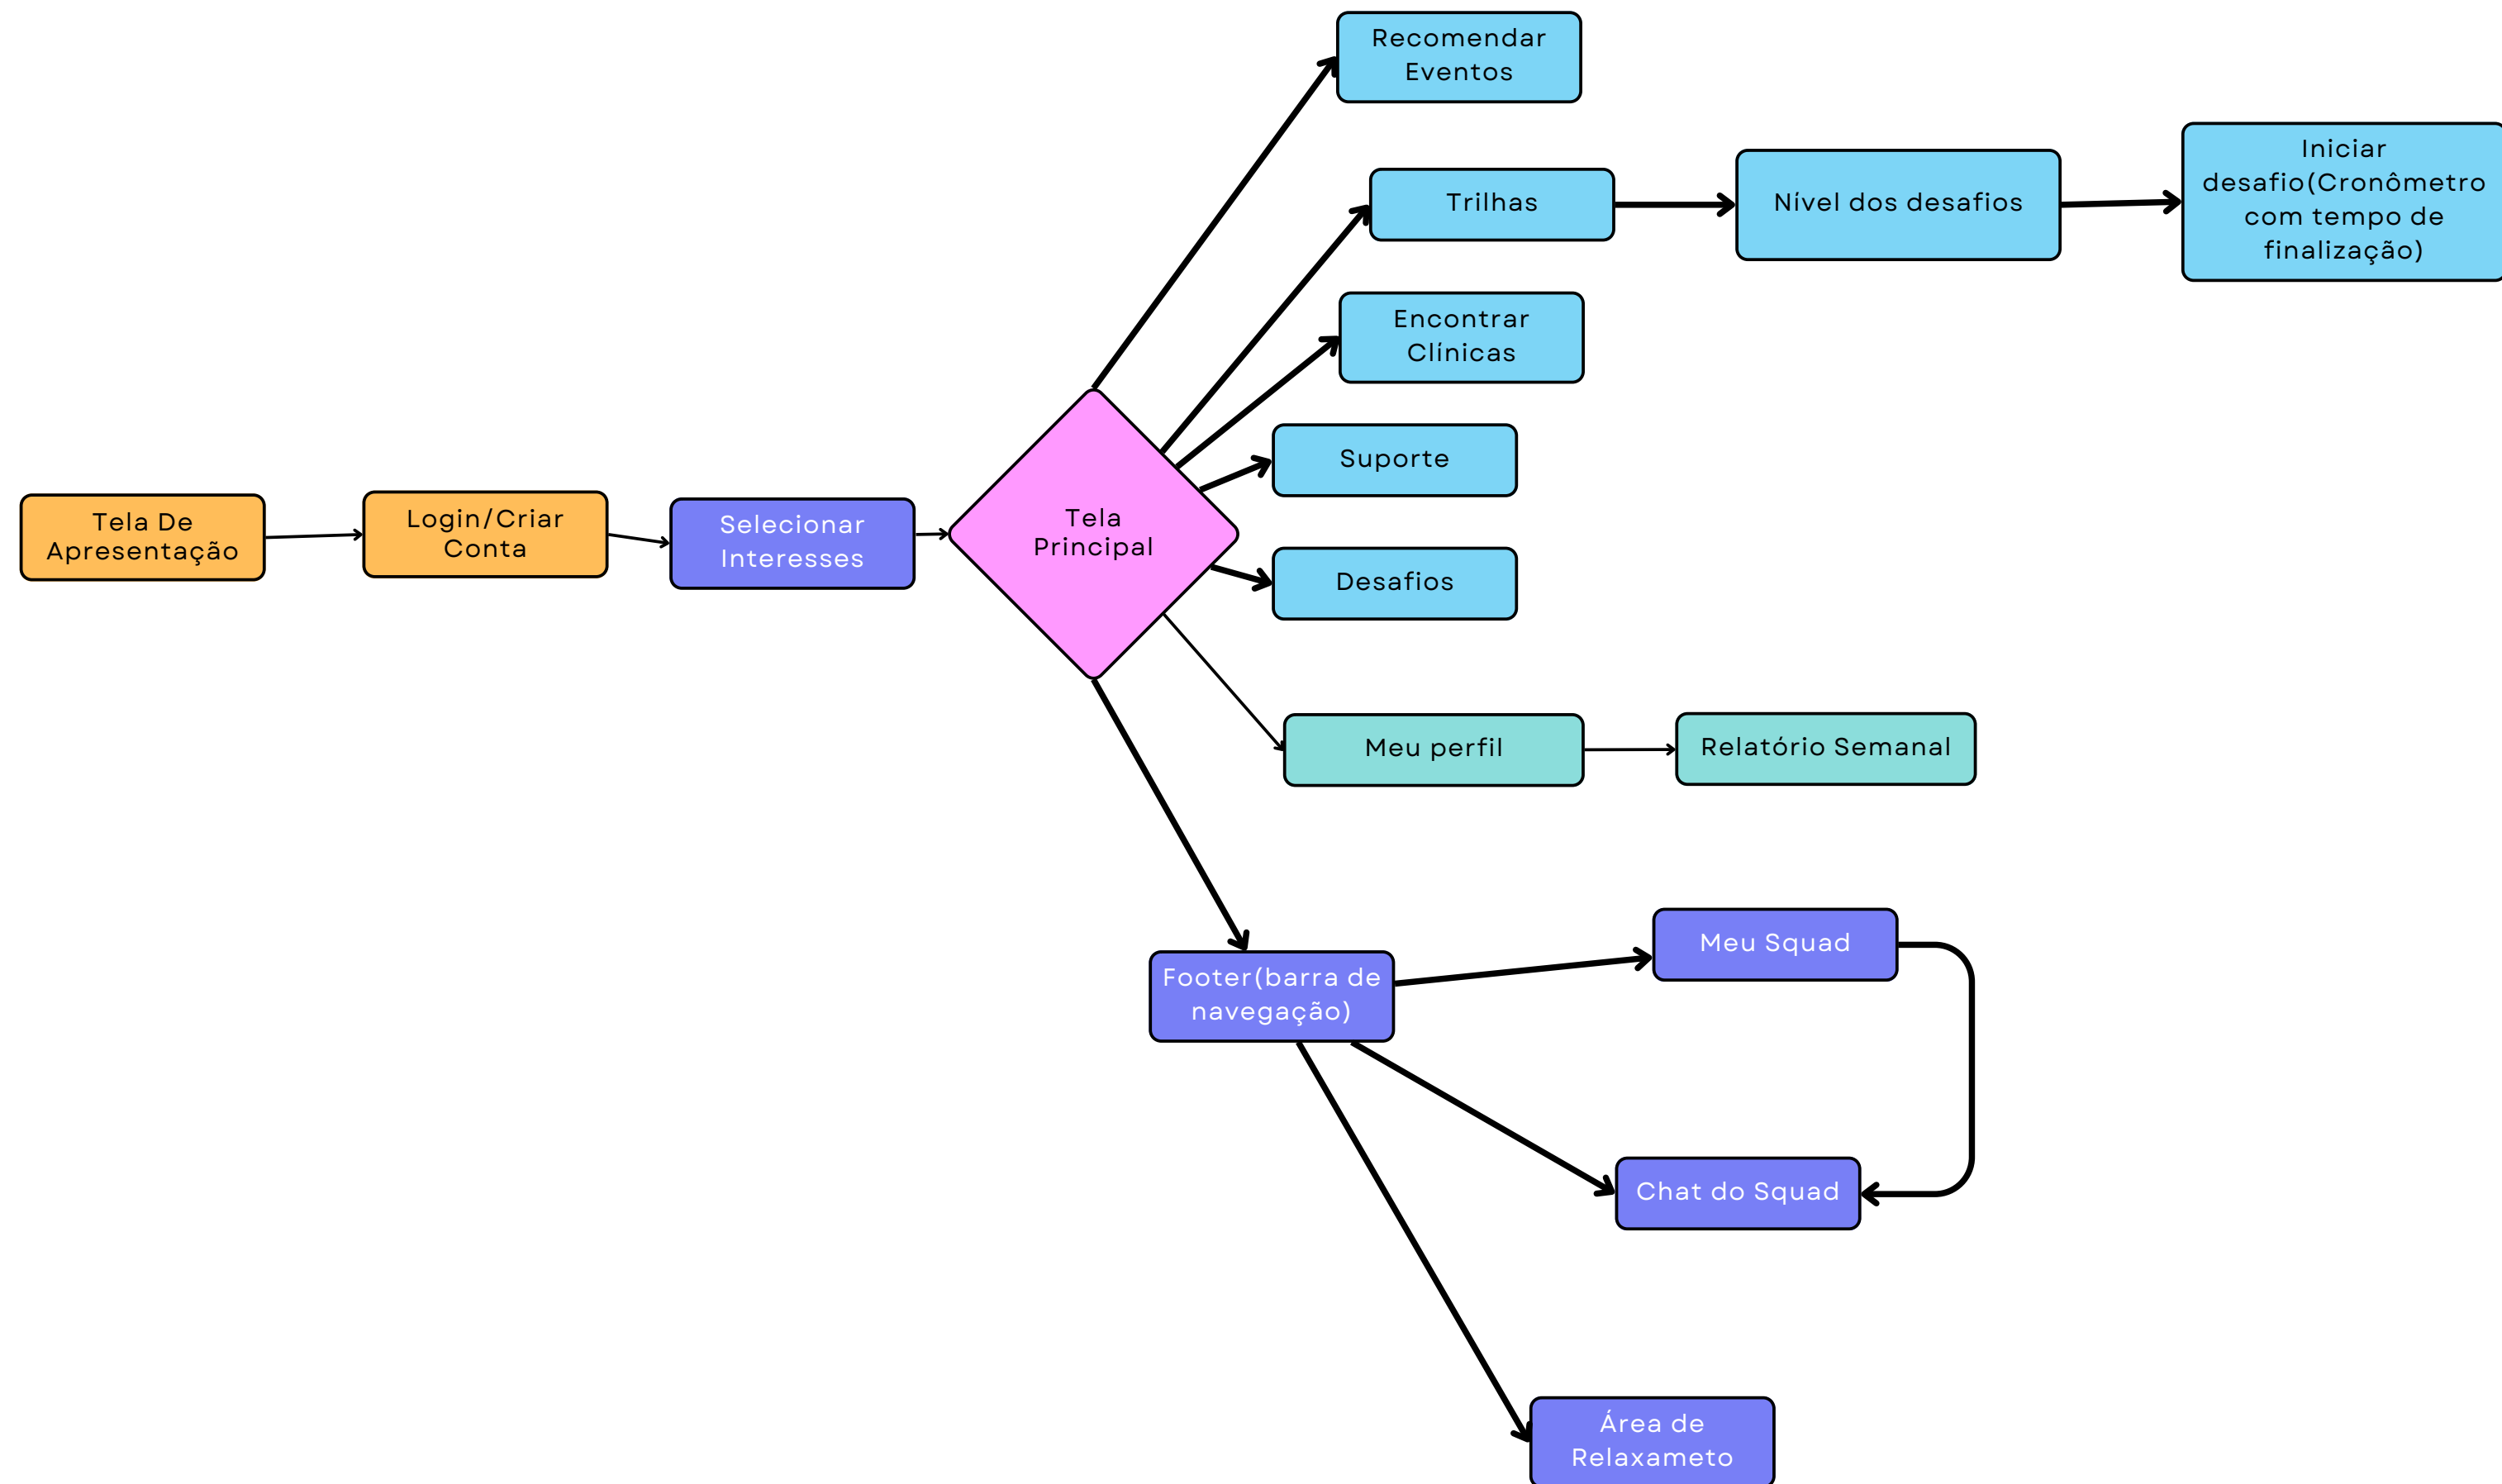 Recomendar
Eventos
Trilhas
Nível dos desafios
Iniciar
desafio(Cronômetro
com tempo de
finalização)
Encontrar
Clínicas
Suporte
Tela De
Apresentação
Login/Criar
Conta
Selecionar
Interesses
Tela
Principal
Desafios
Meu perfil
Relatório Semanal
Footer(barra de
navegação)
Meu Squad
Chat do Squad
Área de
Relaxameto